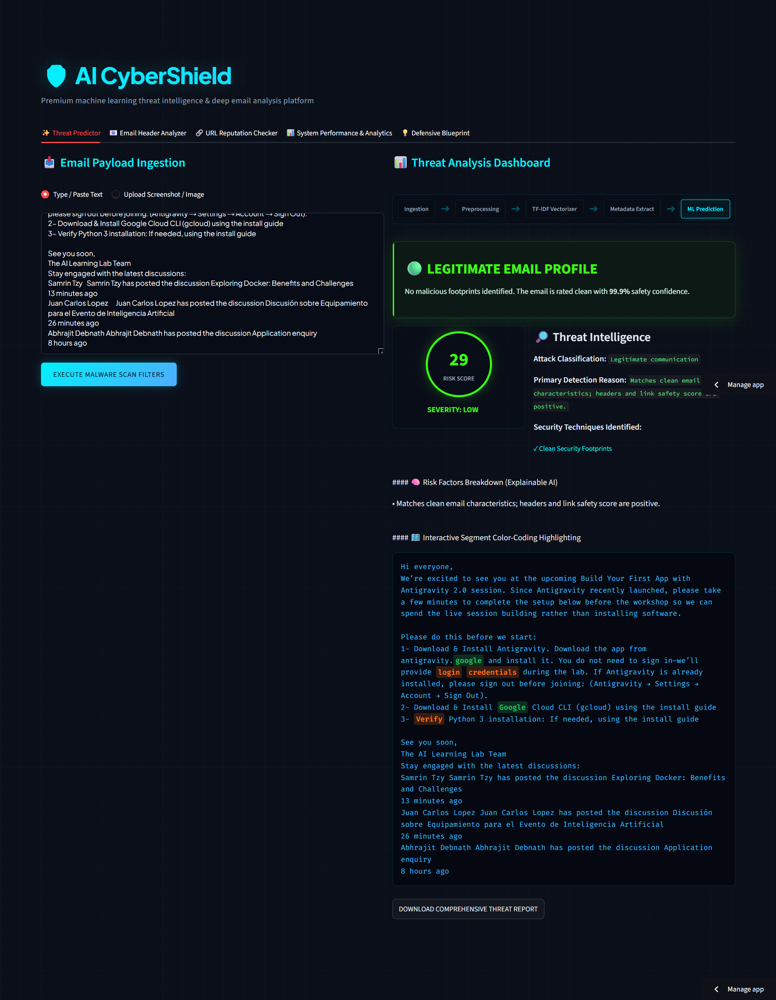 AI CyberShield
Premium machine learning threat intelligence & deep email analysis platform
Threat Predictor
Email Header Analyzer
URL Reputation Checker
System Performance & Analytics
Defensive Blueprint
Email Payload Ingestion
Type / Paste Text
Upload Screenshot / Image
please sign out before joining: (Antigravity → Settings → Account → Sign Out).
2- Download & Install Google Cloud CLI (gcloud) using the install guide
3- Verify Python 3 installation: If needed, using the install guide
See you soon,
The AI Learning Lab Team
Stay engaged with the latest discussions:
Samrin Tzy Samrin Tzy has posted the discussion Exploring Docker: Benefits and Challenges
13 minutes ago
Juan Carlos Lopez Juan Carlos Lopez has posted the discussion Discusión sobre Equipamiento
para el Evento de Inteligencia Artificial
26 minutes ago
Abhrajit Debnath Abhrajit Debnath has posted the discussion Application enquiry
8 hours ago
EXECUTE MALWARE SCAN FILTERS
Threat Analysis Dashboard
Ingestion → Preprocessing → TF-IDF Vectorizer → Metadata Extract → ML Prediction
LEGITIMATE EMAIL PROFILE
No malicious footprints identified. The email is rated clean with 99.9% safety confidence.
29
RISK SCORE
SEVERITY: LOW
Threat Intelligence
Attack Classification: Legitimate communication
Primary Detection Reason: Matches clean email
characteristics; headers and link safety score are
positive.
Security Techniques Identified:
✓ Clean Security Footprints
Manage app
#### Risk Factors Breakdown (Explainable AI)
• Matches clean email characteristics; headers and link safety score are positive.
#### Interactive Segment Color-Coding Highlighting
Hi everyone,
We’re excited to see you at the upcoming Build Your First App with
Antigravity 2.0 session. Since Antigravity recently launched, please take
a few minutes to complete the setup below before the workshop so we can
spend the live session building rather than installing software.
Please do this before we start:
1- Download & Install Antigravity. Download the app from
antigravity.google and install it. You do not need to sign in—we’ll
provide login credentials during the lab. If Antigravity is already
installed, please sign out before joining: (Antigravity → Settings →
Account → Sign Out).
2- Download & Install Google Cloud CLI (gcloud) using the install guide
3- Verify Python 3 installation: If needed, using the install guide
See you soon,
The AI Learning Lab Team
Stay engaged with the latest discussions:
Samrin Tzy Samrin Tzy has posted the discussion Exploring Docker: Benefits
and Challenges
13 minutes ago
Juan Carlos Lopez Juan Carlos Lopez has posted the discussion Discusión
sobre Equipamiento para el Evento de Inteligencia Artificial
26 minutes ago
Abhrajit Debnath Abhrajit Debnath has posted the discussion Application
enquiry
8 hours ago
DOWNLOAD COMPREHENSIVE THREAT REPORT
Manage app